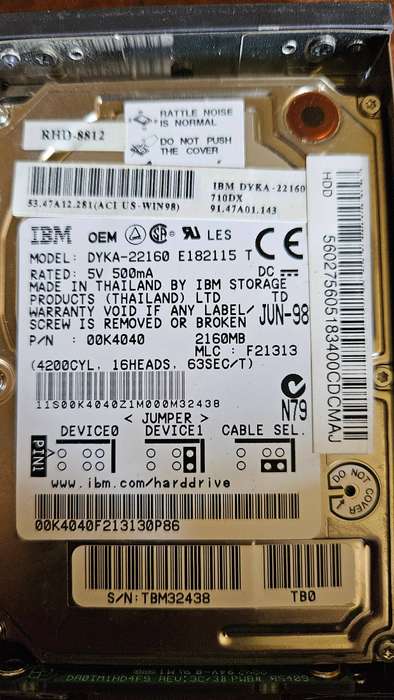 RATTLE NOISE
IS NORMAL
DO NOT PUSH
THE COVER
RHD-8812
53.47A12.281(ACI US-WIN98)
IBM DYKA-22160
710DX
91.47A01.143
HDD
560275605183400CDCMAJ
IBM OEM LES
MODEL: DYKA-22160 E182115 T
RATED: 5V 500mA DC
MADE IN THAILAND BY IBM STORAGE
PRODUCTS (THAILAND) LTD TD
WARRANTY VOID IF ANY LABEL/
SCREW IS REMOVED OR BROKEN JUN-98
P/N : 00K4040 2160MB
MLC : F21313
(4200CYL, 16HEADS, 63SEC/T)
11S00K4040Z1M000M32438
N79
< JUMPER >
DEVICE0 DEVICE1 CABLE SEL.
PIN1
www.ibm.com/harddrive
DO NOT COVER
00K4040F213130P86
S/N:TBM32438 TB0